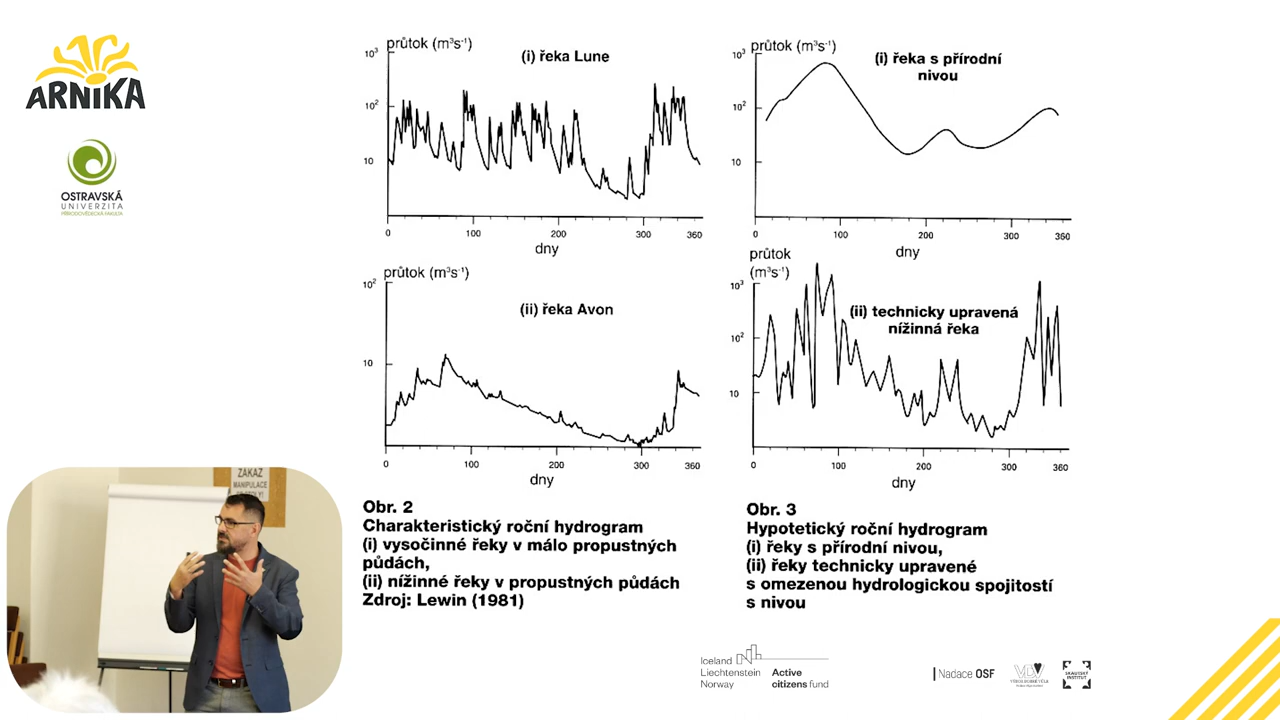 ARNIKA
OSTRAVSKÁ
UNIVERZITA
PŘÍRODOVĚDECKÁ FAKULTA
průtok (m³s⁻¹)
(i) řeka Lune
10³
10²
10
0
100
200
300
360
dny
průtok (m³s⁻¹)
(i) řeka s přírodní
nivou
10³
10²
10
0
100
200
300
360
dny
průtok (m³s⁻¹)
(ii) řeka Avon
10²
10
0
100
200
300
360
dny
průtok
(m³s⁻¹)
(ii) technicky upravená
nížinná řeka
10³
10²
10
0
100
200
300
360
dny
Obr. 2
Charakteristický roční hydrogram
(i) vysočinné řeky v málo propustných
půdách,
(ii) nížinné řeky v propustných půdách
Zdroj: Lewin (1981)
Obr. 3
Hypotetický roční hydrogram
(i) řeky s přírodní nivou,
(ii) řeky technicky upravené
s omezenou hydrologickou spojitostí
s nivou
ZÁKAZ
MANIPULACE
Iceland
Liechtenstein
Norway
Active
citizens fund
Nadace OSF
SKAUTSKÝ
INSTITUT